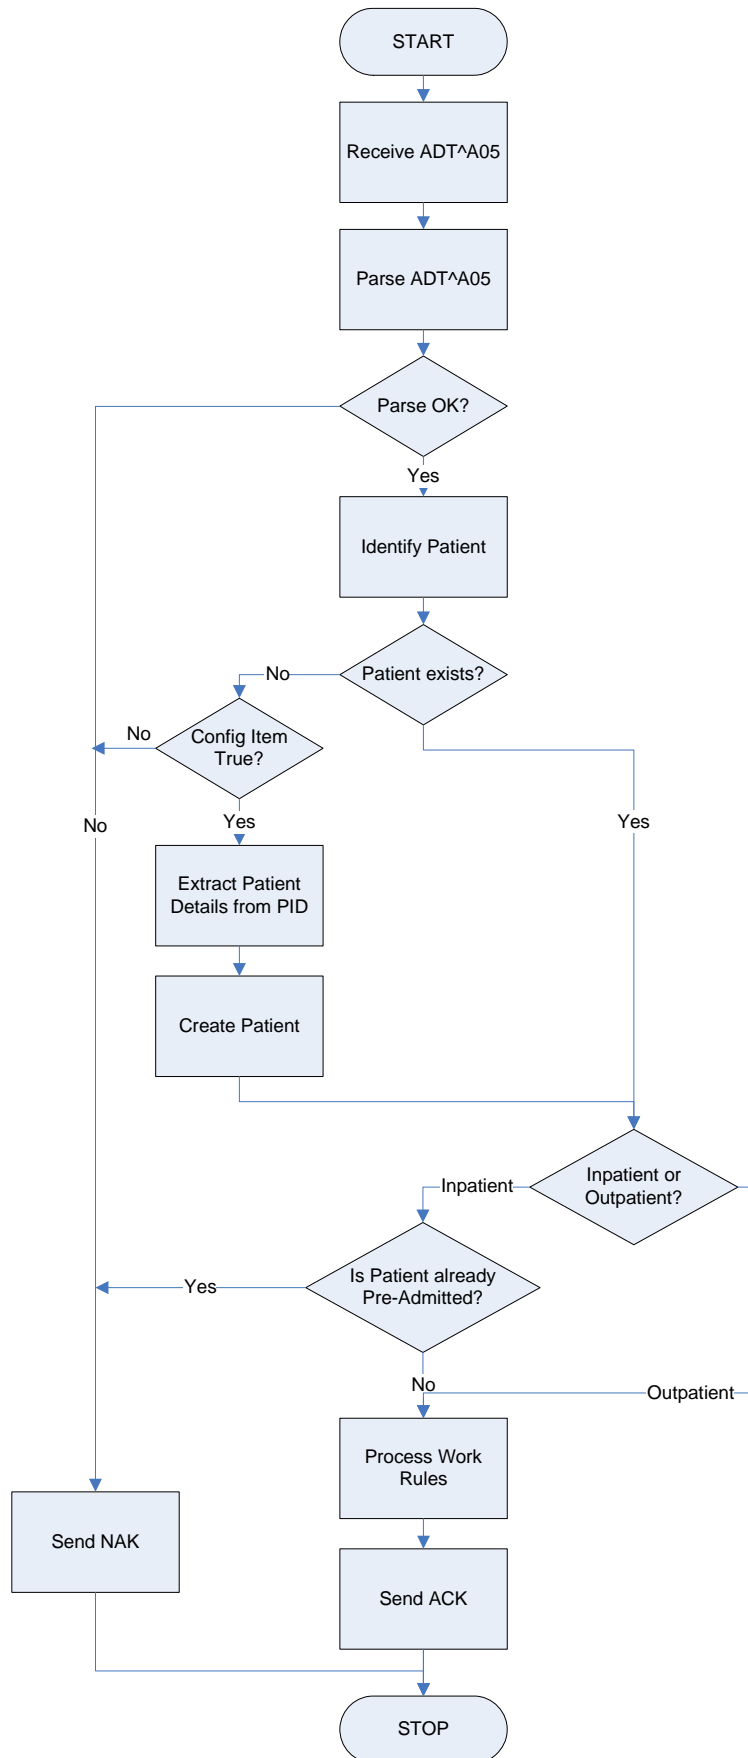 START
Receive ADT^A05
Parse ADT^A05
Parse OK?
Yes
Identify Patient
Patient exists?
No
Config Item
True?
No
Yes
No
Yes
Extract Patient
Details from PID
Create Patient
Inpatient or
Outpatient?
Inpatient
Is Patient already
Pre-Admitted?
Yes
No
Outpatient
Process Work
Rules
Send NAK
Send ACK
STOP